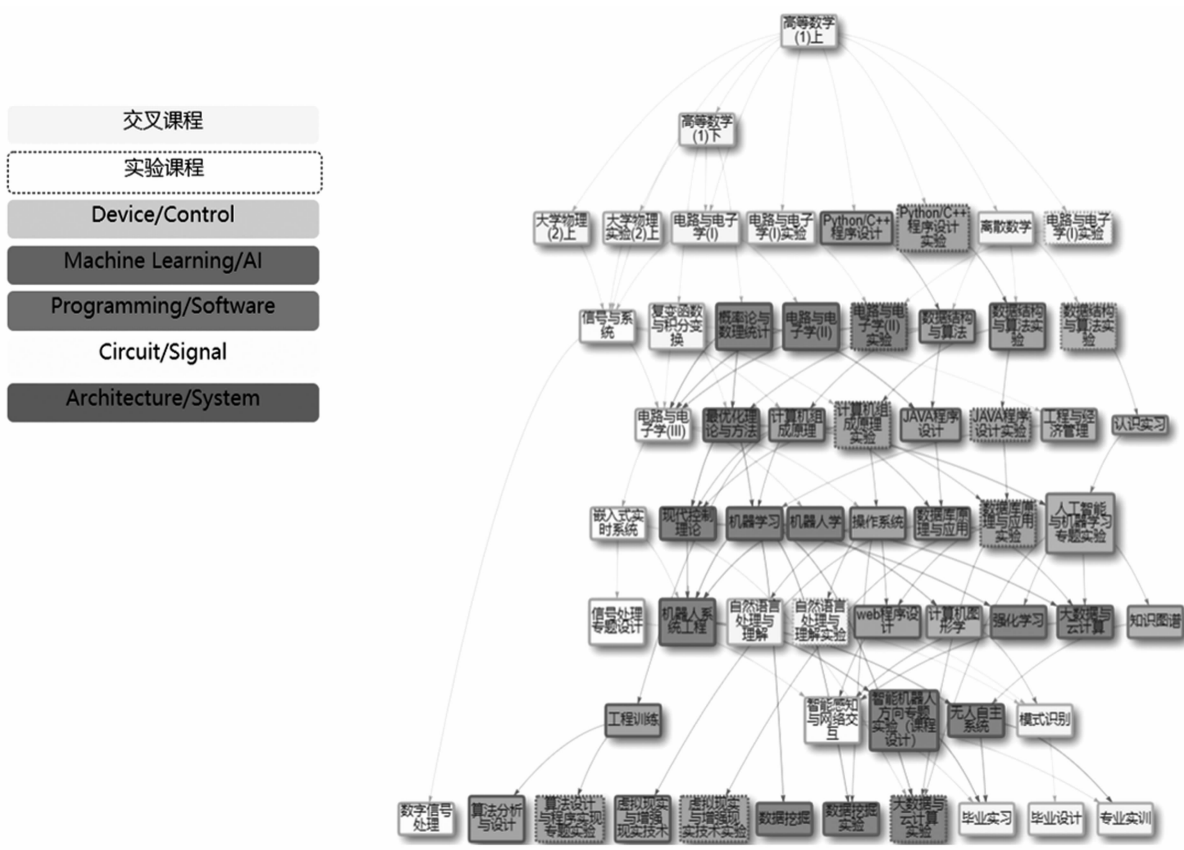 高等数学
(1)上
高等数学
(1)下
交叉课程
实验课程
Device/Control
Machine Learning/AI
Programming/Software
Circuit/Signal
Architecture/System
大学物理
(2)上
大学物理
实验(2)上
电路与电子
学(I)
电路与电子
学(I)实验
Python/C++
程序设计
Python/C++
程序设计
实验
离散数学
电路与电子
学(I)实验
信号与系
统
复变函数
与积分变
换
概率论与
数理统计
电路与电
子学(II)
电路与电
子学(II)
实验
数据结构
与算法
数据结构
与算法实
验
数据结构
与算法实
验
电路与电
子学(III)
最优化理
论与方法
计算机组
成原理
计算机组
成原理
实验
JAVA程序
设计
JAVA程序
设计实验
工程与经
济管理
认识实习
嵌入式实
时系统
现代控制
理论
机器学习
机器人学
操作系统
数据库原
理与应用
数据库原
理与应用
实验
人工智能
与机器学习
专题实验
信号处理
专题设计
机器人系
统工程
自然语言
处理与
理解
自然语言
处理与
理解实验
web程序设
计
计算机图
形学
强化学习
大数据与
云计算
知识图谱
工程训练
智能感知
与网络交
互
智能机器人
方向专题
实验（课程
设计）
无人自主
系统
模式识别
数字信号
处理
算法分析
与设计
算法设计
与程序实现
专题实验
虚拟现实
与增强
现实技术
虚拟现实
与增强现
实技术实验
数据挖掘
数据挖掘
实验
大数据与
云计算
实验
毕业实习
毕业设计
专业实训